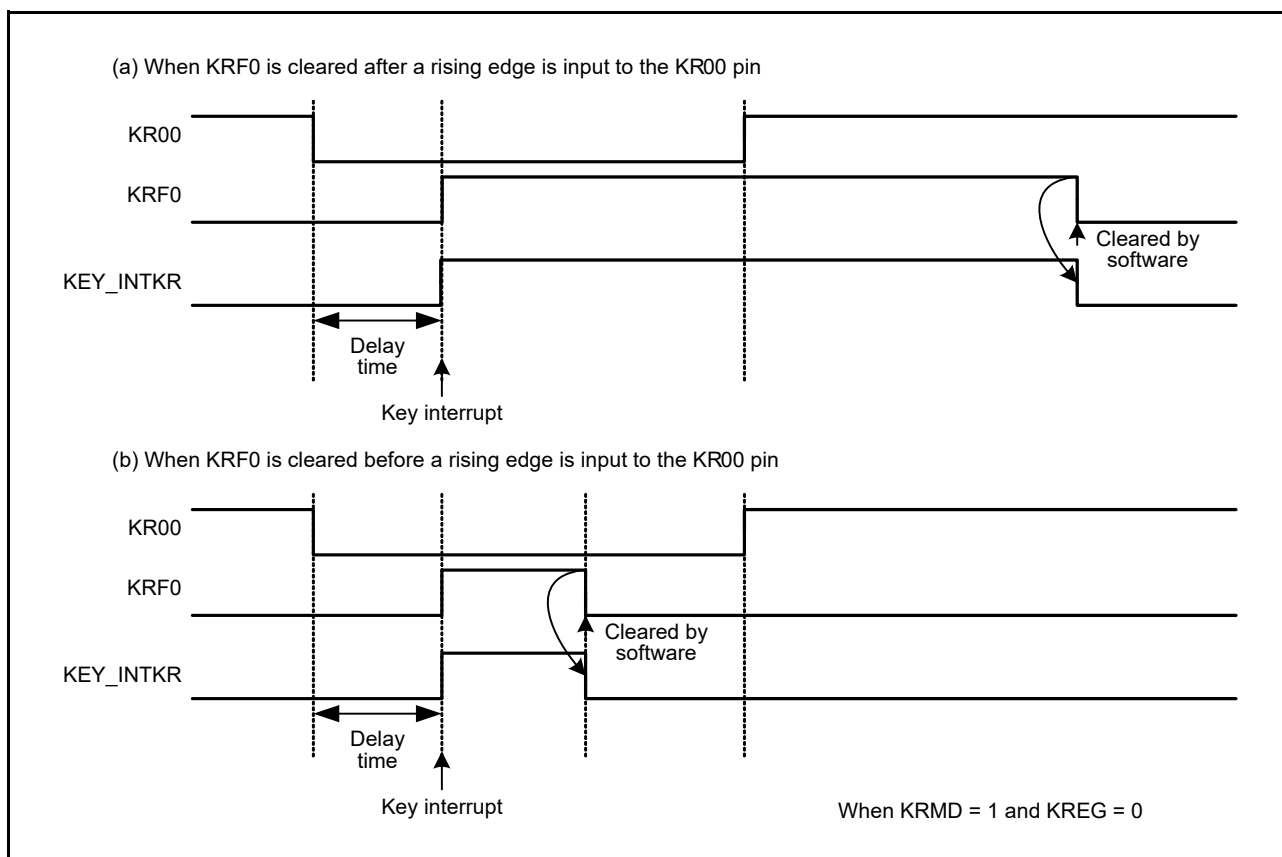 (a) When KRF0 is cleared after a rising edge is input to the KR00 pin
KR00
KRF0
Cleared by
software
KEY_INTKR
Delay
time
Key interrupt
(b) When KRF0 is cleared before a rising edge is input to the KR00 pin
KR00
KRF0
Cleared by
software
KEY_INTKR
Delay
time
Key interrupt
When KRMD = 1 and KREG = 0